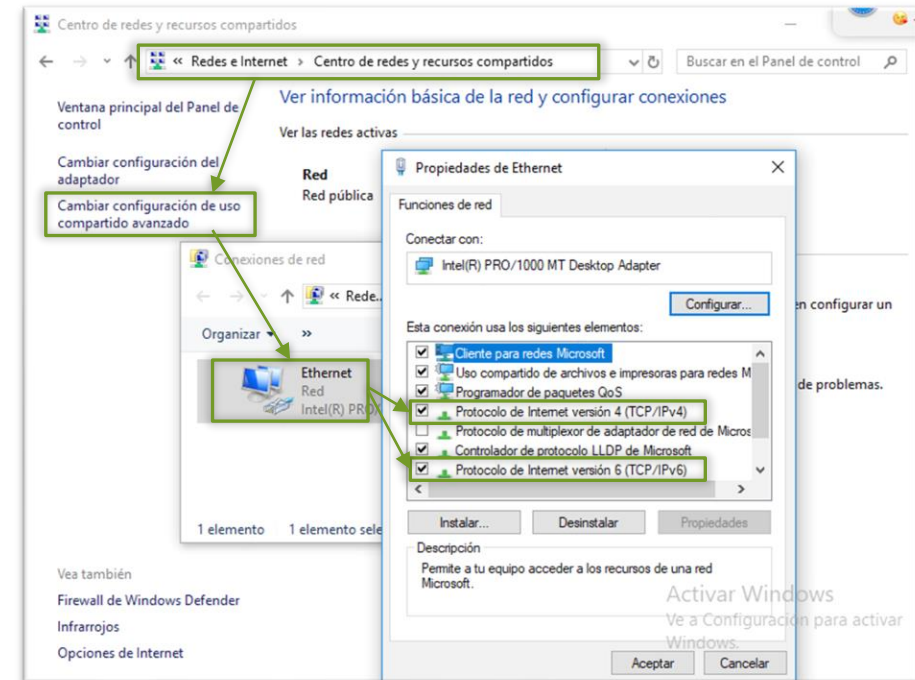 Centro de redes y recursos compartidos
« Redes e Internet › Centro de redes y recursos compartidos
Buscar en el Panel de control
Ventana principal del Panel de
control
Cambiar configuración del
adaptador
Cambiar configuración de uso
compartido avanzado
Ver información básica de la red y configurar conexiones
Ver las redes activas
Red
Red pública
Conexiones de red
« Rede..
Organizar
»
Ethernet
Red
Intel(R) PRO
1 elemento
1 elemento sele
Propiedades de Ethernet
Funciones de red
Conectar con:
Intel(R) PRO/1000 MT Desktop Adapter
Configurar...
Esta conexión usa los siguientes elementos:
Cliente para redes Microsoft
Uso compartido de archivos e impresoras para redes M
Programador de paquetes QoS
Protocolo de Internet versión 4 (TCP/IPv4)
Protocolo de multiplexor de adaptador de red de Micros
Controlador de protocolo LLDP de Microsoft
Protocolo de Internet versión 6 (TCP/IPv6)
Instalar...
Desinstalar
Propiedades
Descripción
Permite a tu equipo acceder a los recursos de una red
Microsoft.
Aceptar
Cancelar
en configurar un
de problemas.
Vea también
Firewall de Windows Defender
Infrarrojos
Opciones de Internet
Activar Windows
Ve a Configuración para activar
Windows.